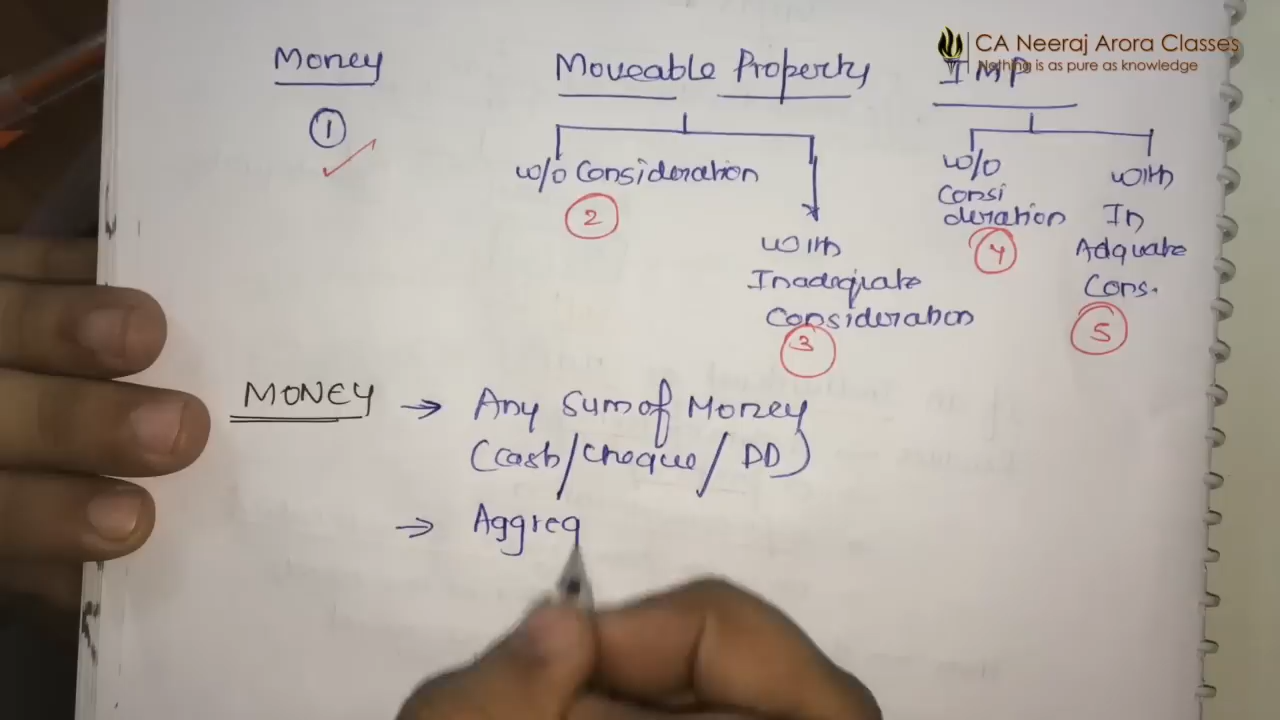 CA Neeraj Arora Classes
Nothing is as pure as knowledge
Money
①
Moveable Property
w/o Consideration
②
with
Inadequate
Consideration
③
IMP
w/o
Consi
deration
④
with
In
Adquate
Cons.
⑤
MONEY → Any sum of Money
(cash/cheque/DD)
→ Aggreg